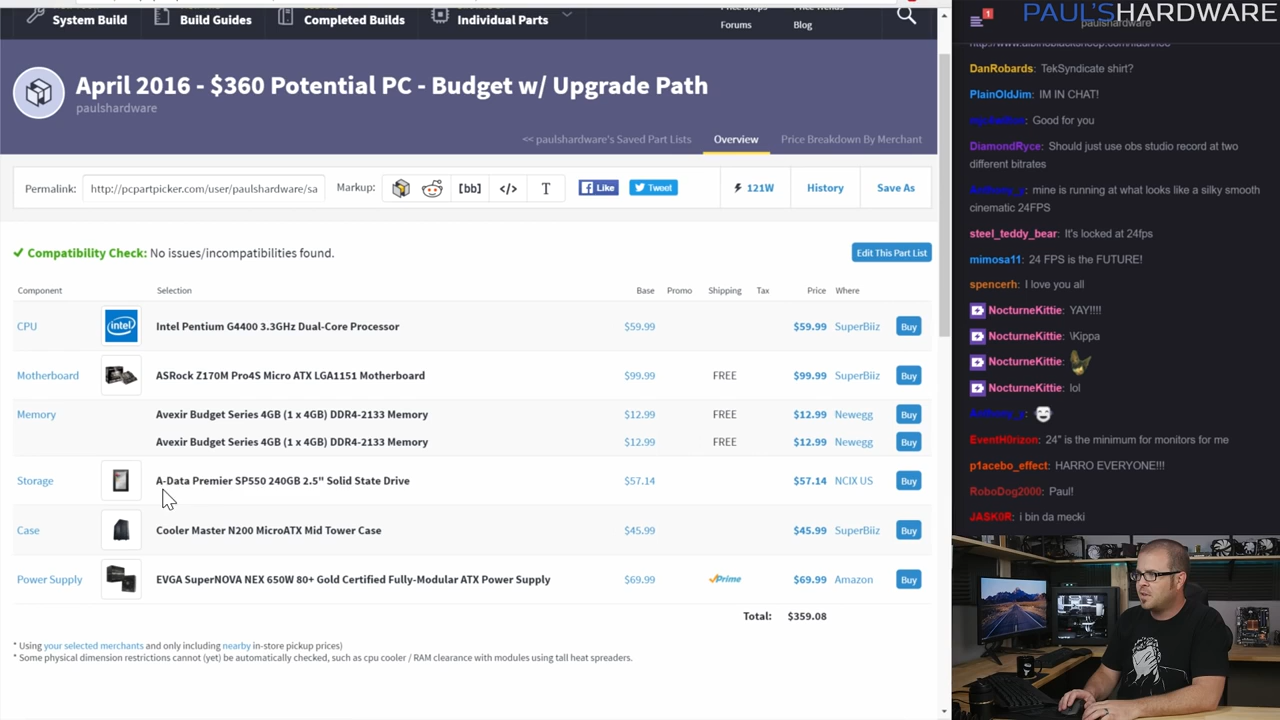 System Build
Build Guides
Completed Builds
Individual Parts
Forums
Blog
April 2016 - $360 Potential PC - Budget w/ Upgrade Path
paulshardware
<< paulshardware's Saved Part Lists
Overview
Price Breakdown By Merchant
Permalink:
http://pcpartpicker.com/user/paulshardware/sa
Markup:
[bb]
</>
T
Like
Tweet
121W
History
Save As
Compatibility Check: No issues/incompatibilities found.
Edit This Part List
Component Selection Base Promo Shipping Tax Price Where
CPU intel Intel Pentium G4400 3.3GHz Dual-Core Processor $59.99 $59.99 SuperBiiz Buy
Motherboard ASRock Z170M Pro4S Micro ATX LGA1151 Motherboard $99.99 FREE $99.99 SuperBiiz Buy
Memory Avexir Budget Series 4GB (1 x 4GB) DDR4-2133 Memory $12.99 FREE $12.99 Newegg Buy
Avexir Budget Series 4GB (1 x 4GB) DDR4-2133 Memory $12.99 FREE $12.99 Newegg Buy
Storage A-Data Premier SP550 240GB 2.5" Solid State Drive $57.14 $57.14 NCIX US Buy
Case Cooler Master N200 MicroATX Mid Tower Case $45.99 $45.99 SuperBiiz Buy
Power Supply EVGA SuperNOVA NEX 650W 80+ Gold Certified Fully-Modular ATX Power Supply $69.99 Prime $69.99 Amazon Buy
Total: $359.08
* Using your selected merchants and only including nearby in-store pickup prices)
* Some physical dimension restrictions cannot (yet) be automatically checked, such as cpu cooler / RAM clearance with modules using tall heat spreaders.
1
PAUL'SHARDWARE
paulshardware
DanRobards: TekSyndicate shirt?
PlainOldJim: IM IN CHAT!
Good for you
DiamondRyce: Should just use obs studio record at two
different bitrates
mine is running at what looks like a silky smooth
cinematic 24FPS
steel_teddy_bear: It's locked at 24fps
mimosa11: 24 FPS is the FUTURE!
spencerh: I love you all
NocturneKittie: YAY!!!!
NocturneKittie: \Kippa
NocturneKittie:
NocturneKittie: lol
EventH0rizon: 24" is the minimum for monitors for me
p1acebo_effect: HARRO EVERYONE!!!
RoboDog2000: Paul!
JASK0R: i bin da mecki